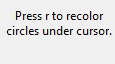 Press r to recolor
circles under cursor.